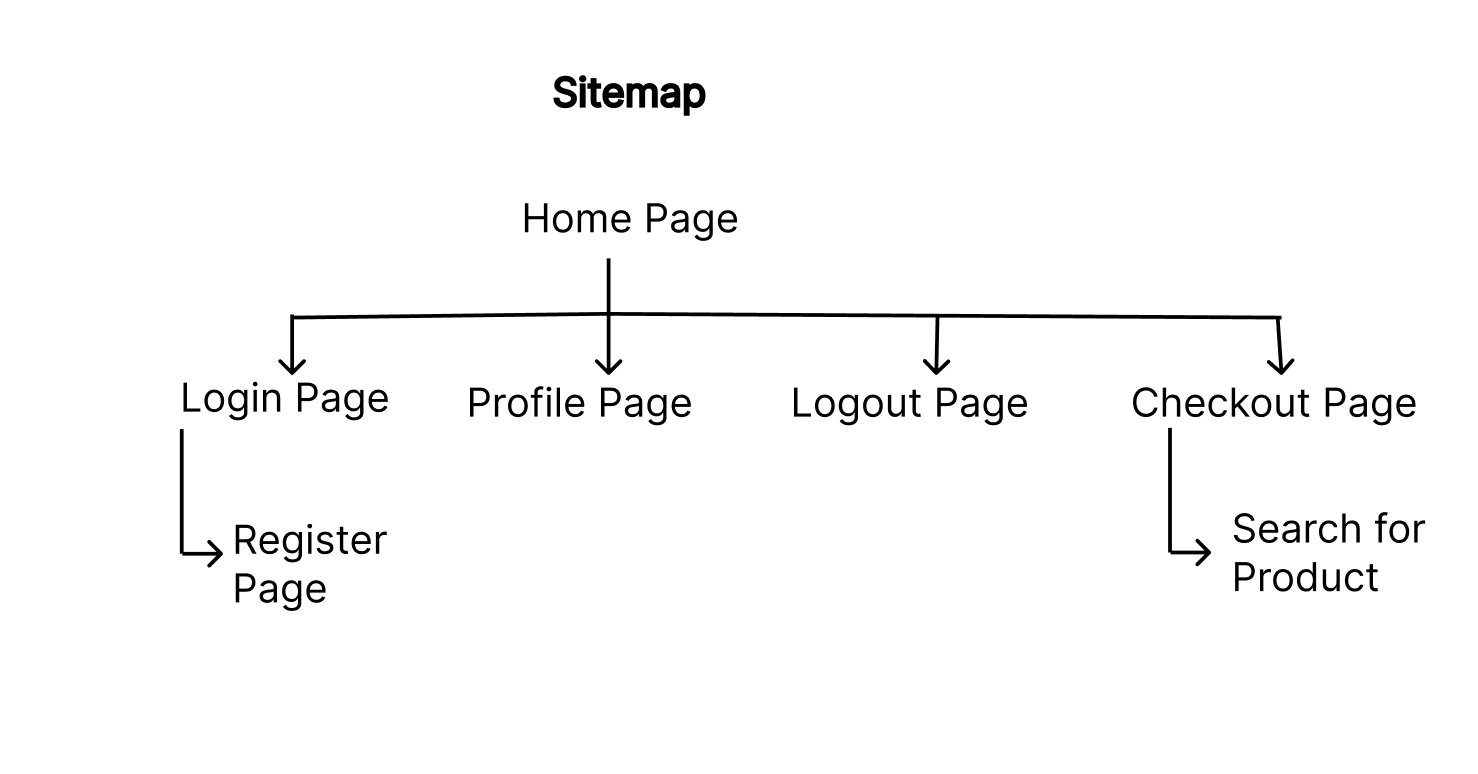 Sitemap
Home Page
Login Page
Profile Page
Logout Page
Checkout Page
Register
Page
Search for
Product